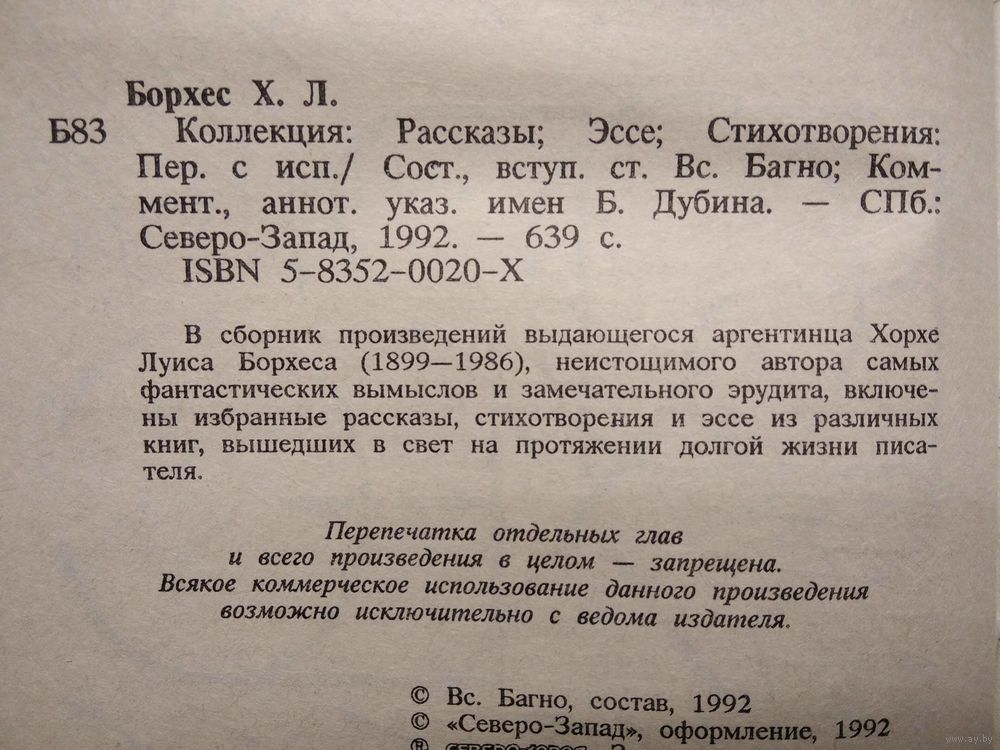 Борхес Х. Л.
Б83 Коллекция: Рассказы; Эссе; Стихотворения:
Пер. с исп./ Сост., вступ. ст. Вс. Багно; Ком-
мент., аннот. указ. имен Б. Дубина. — СПб.:
Северо-Запад, 1992. — 639 с.
ISBN 5-8352-0020-X
В сборник произведений выдающегося аргентинца Хорхе
Луиса Борхеса (1899—1986), неистощимого автора самых
фантастических вымыслов и замечательного эрудита, включе-
ны избранные рассказы, стихотворения и эссе из различных
книг, вышедших в свет на протяжении долгой жизни писа-
теля.
Перепечатка отдельных глав
и всего произведения в целом — запрещена.
Всякое коммерческое использование данного произведения
возможно исключительно с ведома издателя.
© Вс. Багно, состав, 1992
© «Северо-Запад», оформление, 1992
www.ay.by